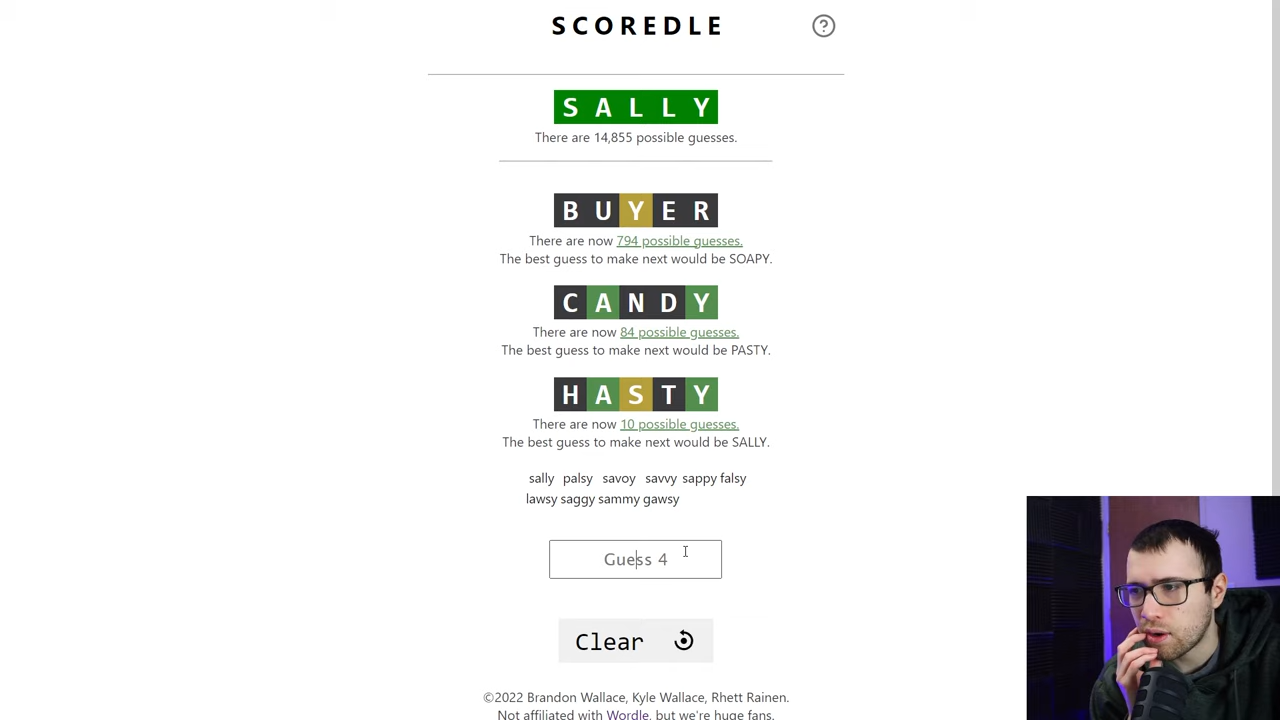 SCOREDLE
?
SALLY
There are 14,855 possible guesses.
BUYER
There are now 794 possible guesses.
The best guess to make next would be SOAPY.
CANDY
There are now 84 possible guesses.
The best guess to make next would be PASTY.
HASTY
There are now 10 possible guesses.
The best guess to make next would be SALLY.
sally palsy savoy savvy sappy falsy
lawsy saggy sammy gawsy
Guess 4
Clear
©2022 Brandon Wallace, Kyle Wallace, Rhett Rainen.
Not affiliated with Wordle, but we're huge fans.